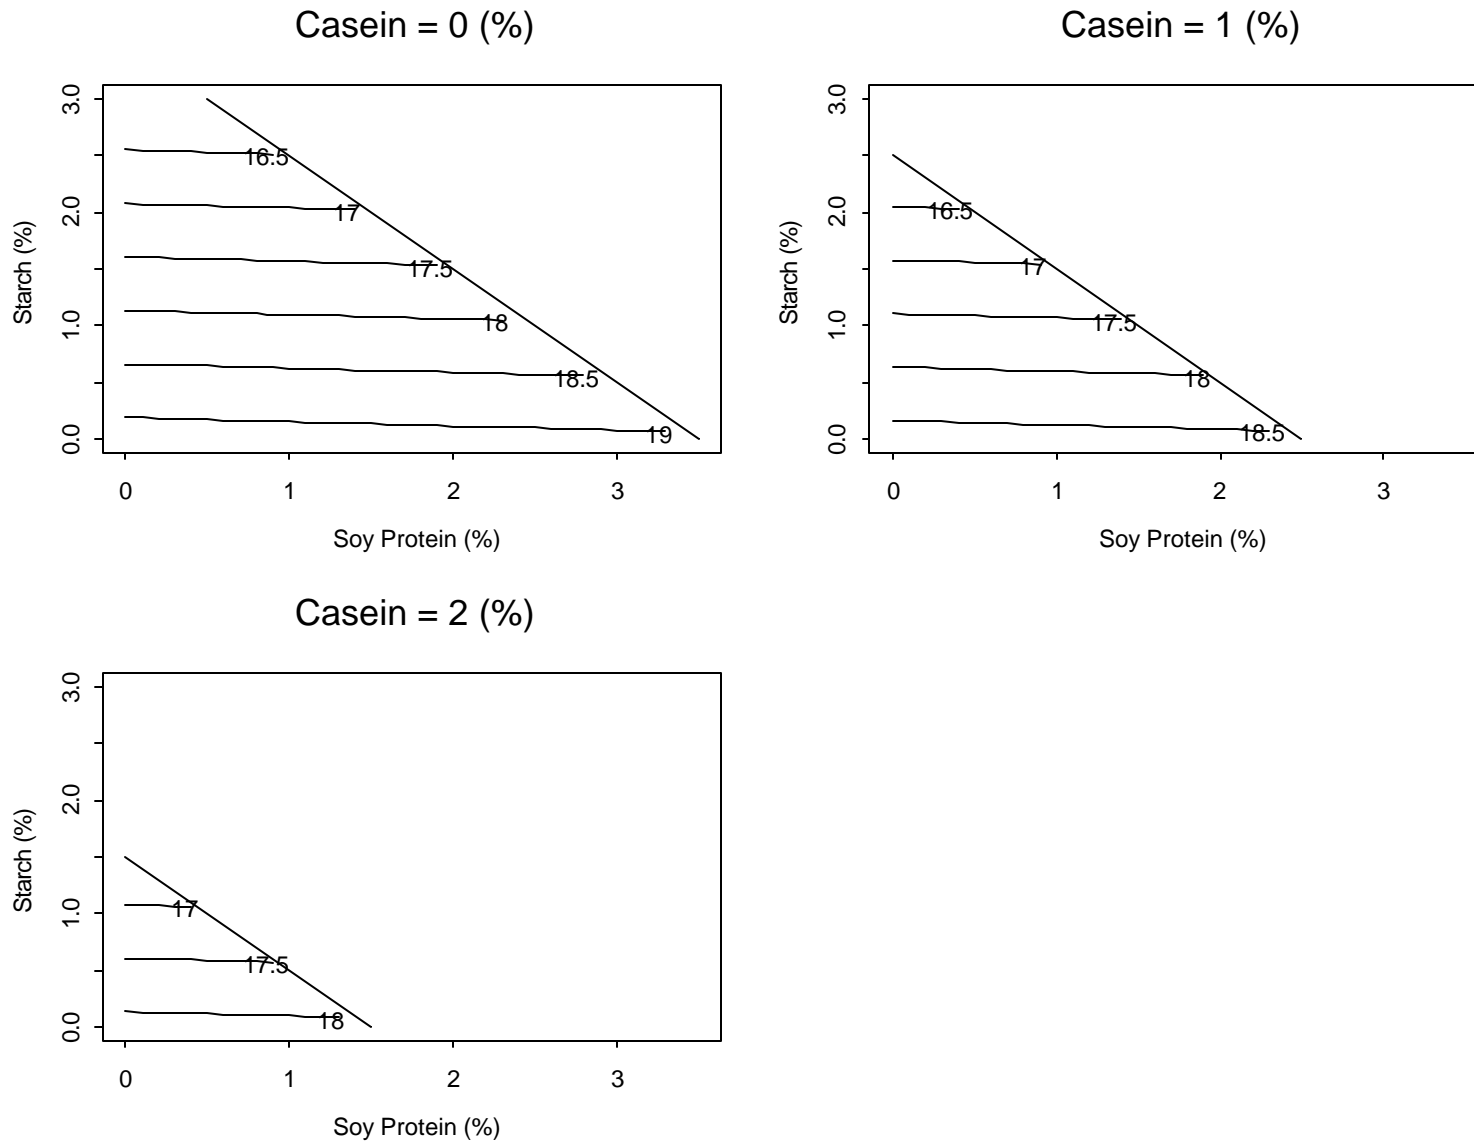 Casein = 0 (%)
3.0
2.0
1.0
0.0
Starch (%)
16.5
17
17.5
18
18.5
19
0 1 2 3
Soy Protein (%)
Casein = 1 (%)
3.0
2.0
1.0
0.0
Starch (%)
16.5
17
17.5
18
18.5
0 1 2 3
Soy Protein (%)
Casein = 2 (%)
3.0
2.0
1.0
0.0
Starch (%)
17
17.5
18
0 1 2 3
Soy Protein (%)